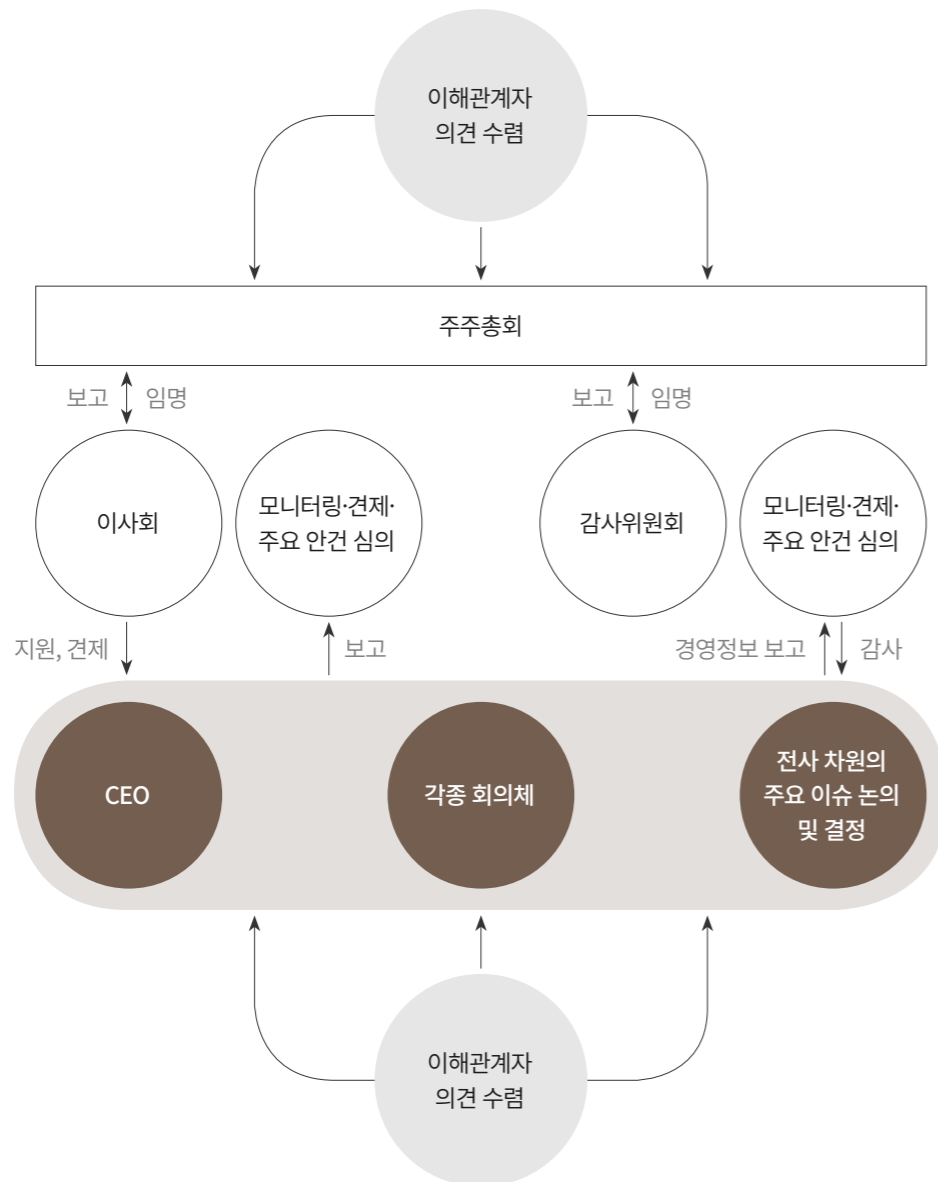 이해관계자
의견 수렴
주주총회
보고 임명
보고 임명
이사회
모니터링·견제·
주요 안건 심의
감사위원회
모니터링·견제·
주요 안건 심의
지원, 견제
보고
경영정보 보고
감사
CEO
각종 회의체
전사 차원의
주요 이슈 논의
및 결정
이해관계자
의견 수렴